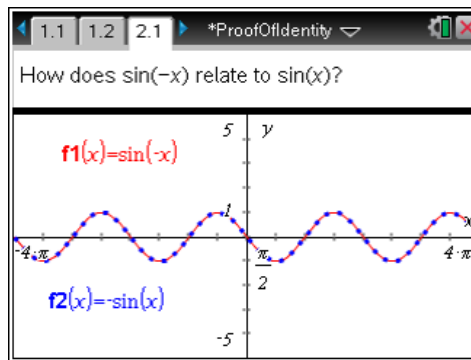 1.1 1.2 2.1 *ProofOfIdentity
How does sin(−x) relate to sin(x)?
5 y
f1(x)=sin(-x)
1 x
-4·π π/2 4·π
f2(x)=-sin(x)
-5